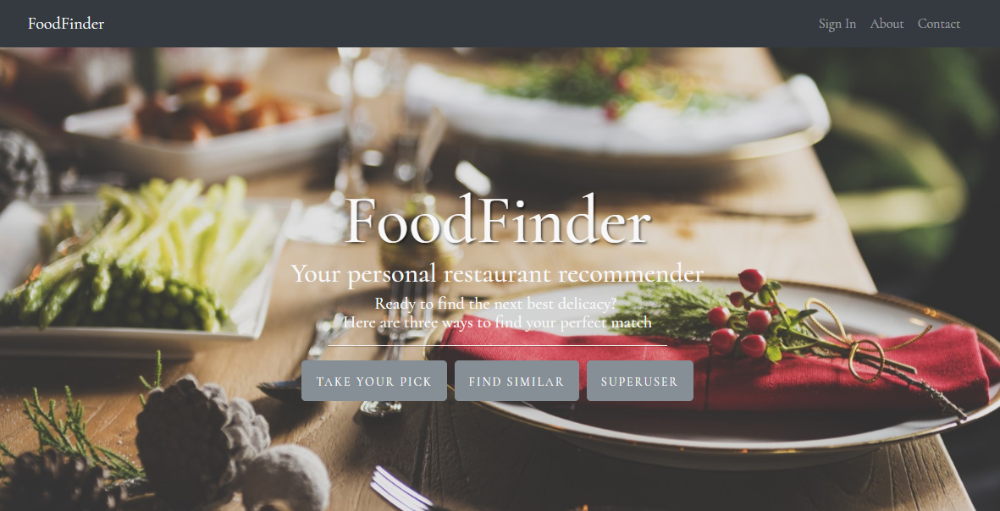 FoodFinder
Sign In About Contact
FoodFinder
Your personal restaurant recommender
Ready to find the next best delicacy?
Here are three ways to find your perfect match
TAKE YOUR PICK
FIND SIMILAR
SUPERUSER